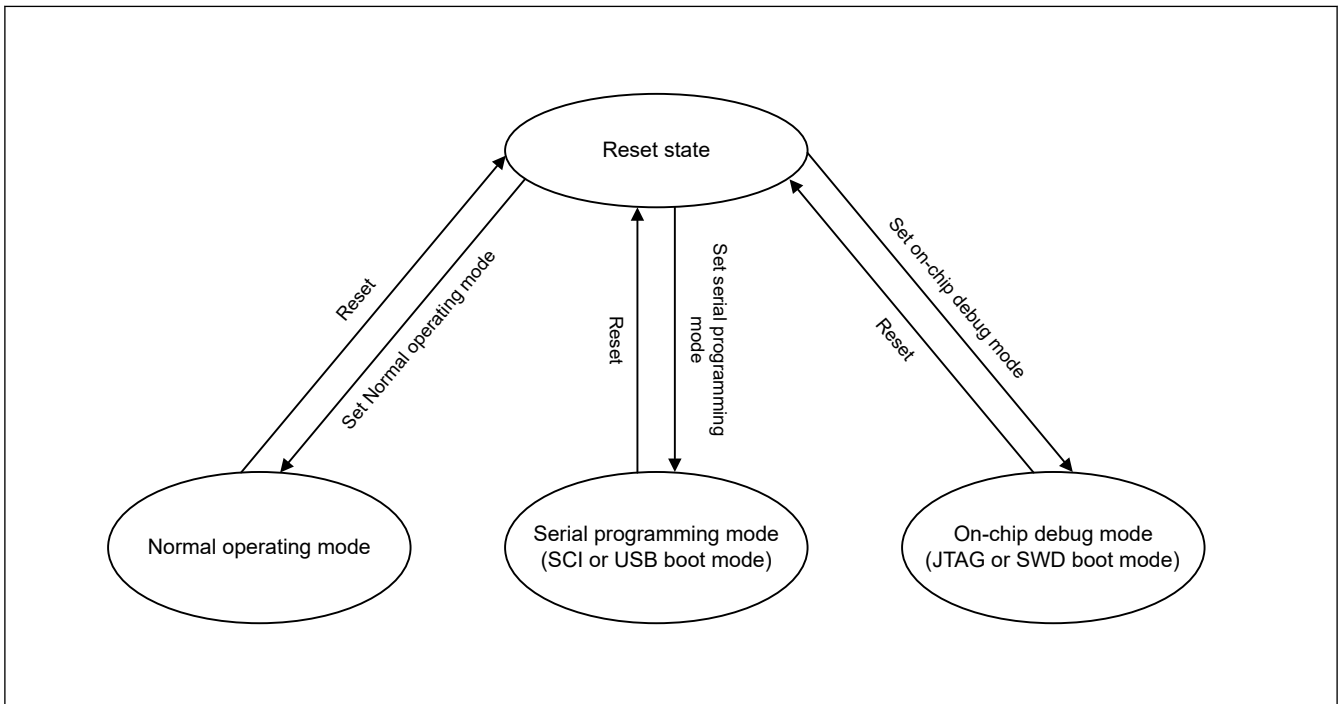 Reset state
Reset
Set Normal operating mode
Reset
Set serial programming
mode
Set on-chip debug mode
Reset
Normal operating mode
Serial programming mode
(SCI or USB boot mode)
On-chip debug mode
(JTAG or SWD boot mode)